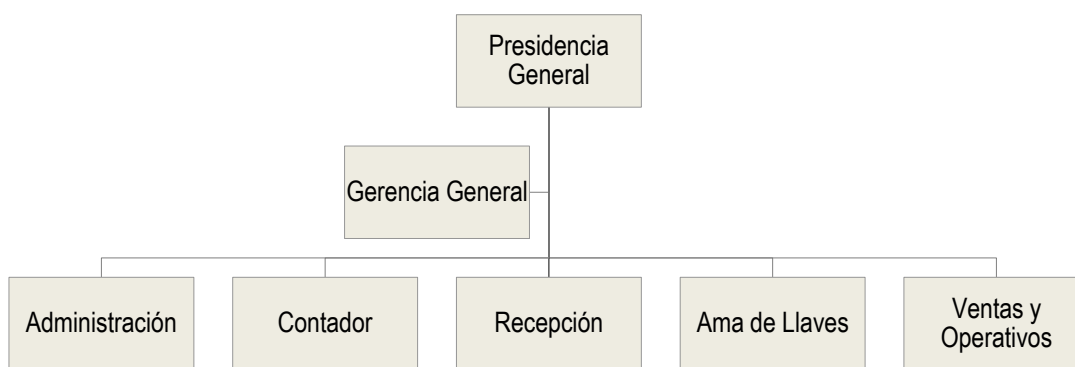 Presidencia
General
Gerencia General
Administración
Contador
Recepción
Ama de Llaves
Ventas y
Operativos